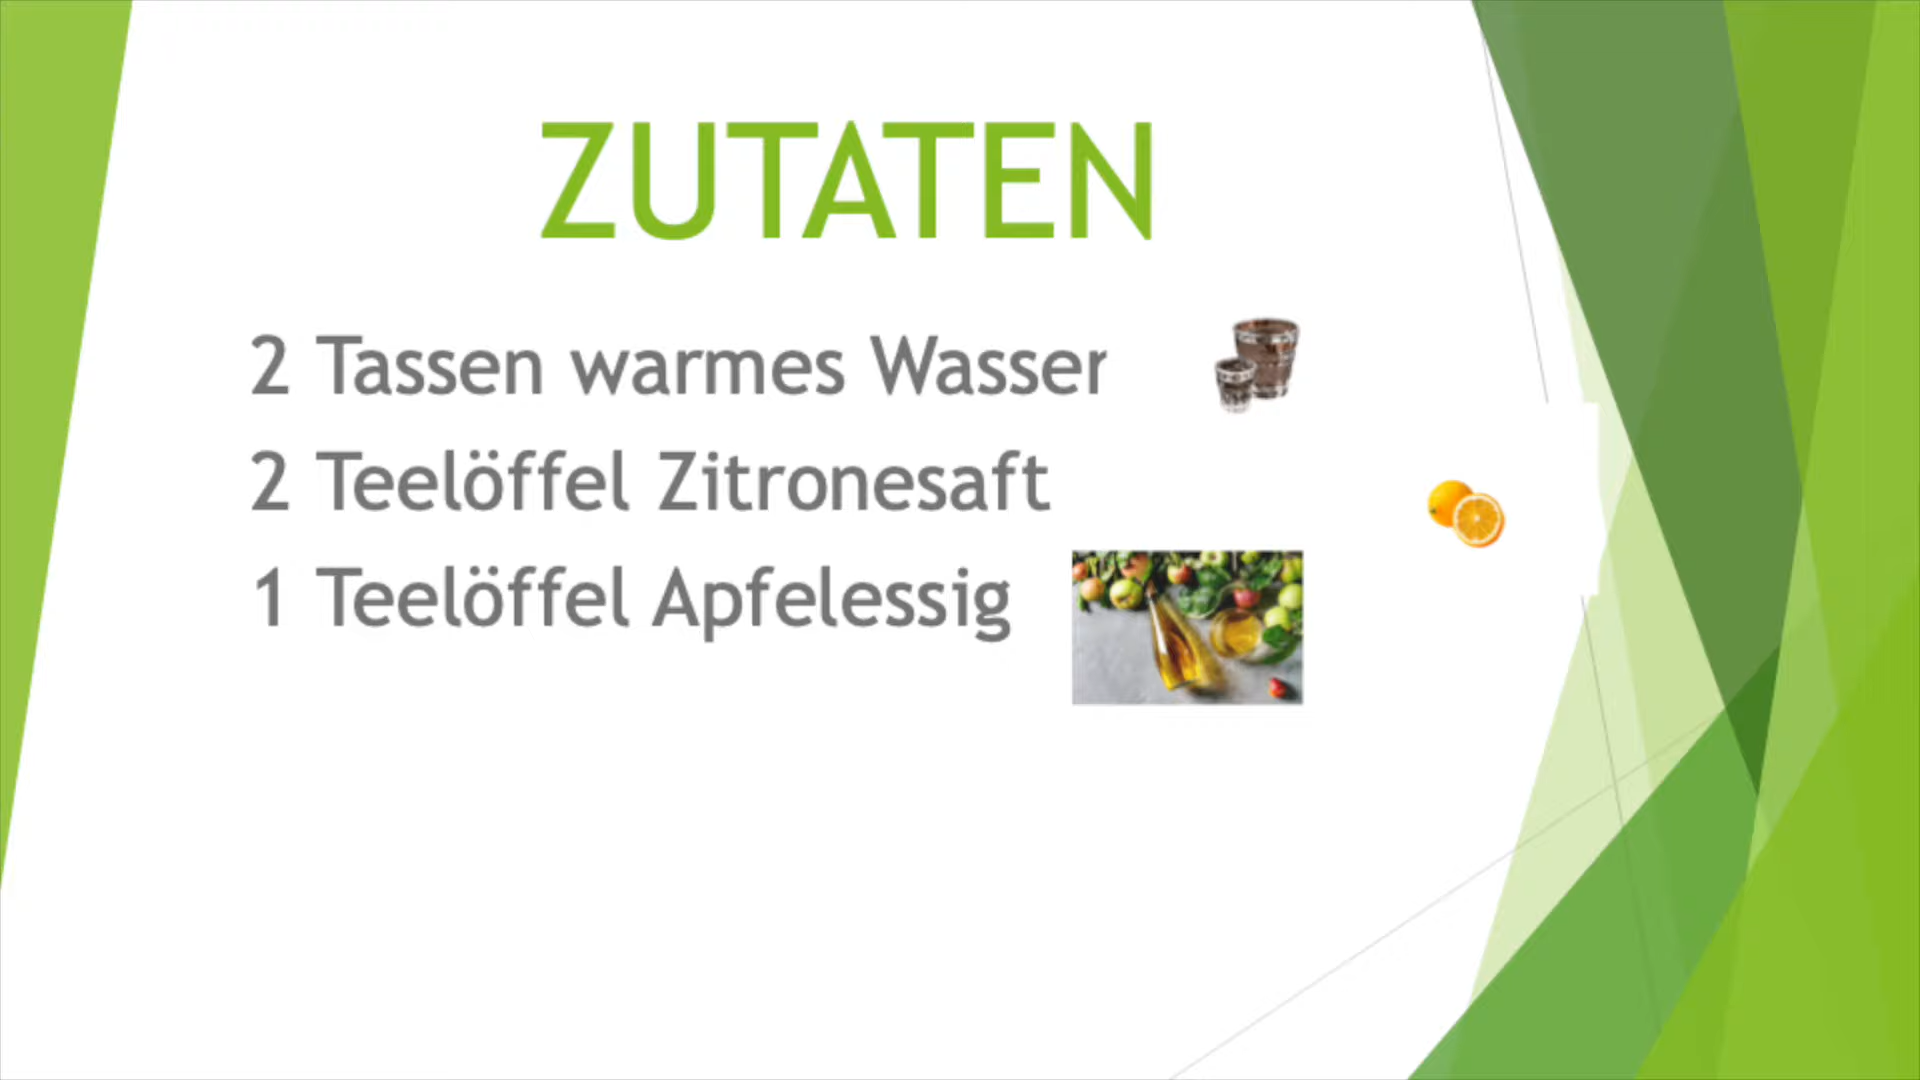 ZUTATEN
2 Tassen warmes Wasser
2 Teelöffel Zitronesaft
1 Teelöffel Apfelessig